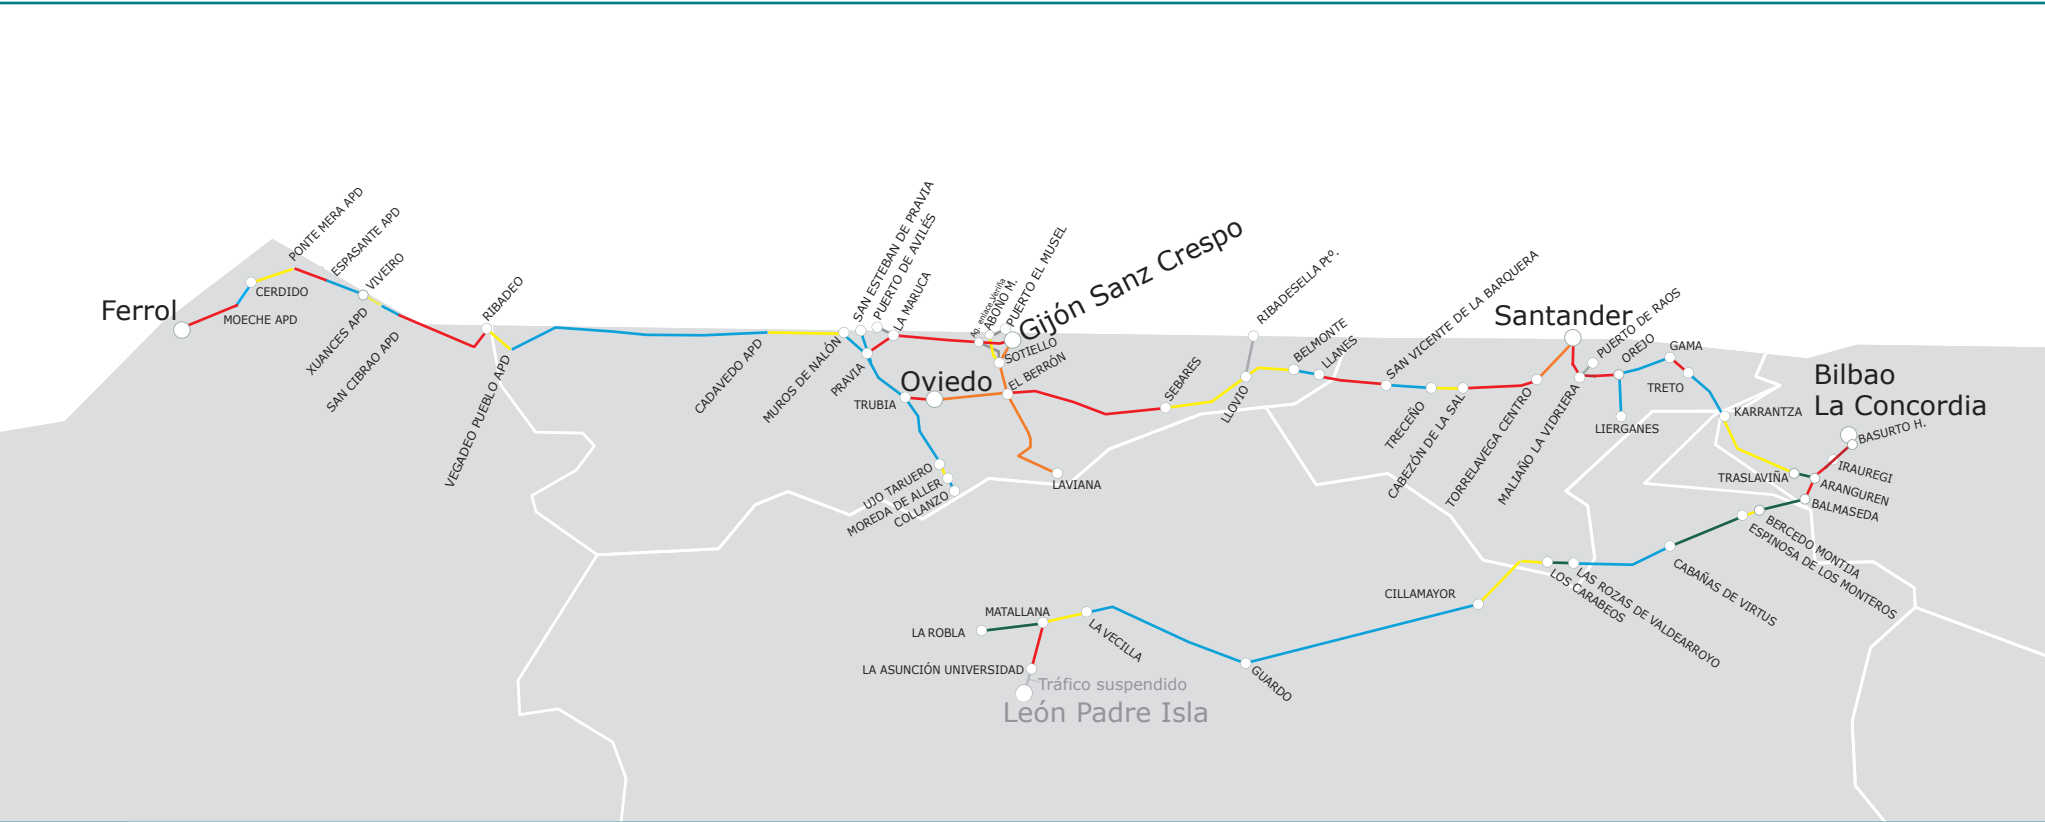 Ferrol
MOECHE APD
CERDIDO
PONTE MERA APD
ESPASANTE APD
VIVEIRO
XUANCES APD
SAN CIBRAO APD
RIBADEO
VEGADEO PUEBLO APD
CADAVEDO APD
MUROS DE NALÓN
SAN ESTEBAN DE PRAVIA
PUERTO DE AVILÉS
LA MARUCA
PRAVIA
TRUBIA
Oviedo
UJO TARUERO
MOREDA DE ALLER
COLLANZO
Ag. enlace Veriña
ABOÑO M.
PUERTO EL MUSEL
Gijón Sanz Crespo
SOTIELLO
EL BERRÓN
LAVIANA
SEBARES
LLOVIO
RIBADESELLA Ptº.
BELMONTE
LLANES
SAN VICENTE DE LA BARQUERA
TRECEÑO
CABEZÓN DE LA SAL
TORRELAVEGA CENTRO
Santander
MALIAÑO LA VIDRIERA
PUERTO DE RAOS
OREJO
LIERGANES
GAMA
TRETO
KARRANTZA
TRASLAVIÑA
Bilbao
La Concordia
BASURTO H.
IRAUREGI
ARANGUREN
BALMASEDA
BERCEDO MONTIJA
ESPINOSA DE LOS MONTEROS
CABAÑAS DE VIRTUS
LAS ROZAS DE VALDEARROYO
LOS CARABEOS
CILLAMAYOR
GUARDO
LA VECILLA
MATALLANA
LA ROBLA
LA ASUNCIÓN UNIVERSIDAD
Tráfico suspendido
León Padre Isla